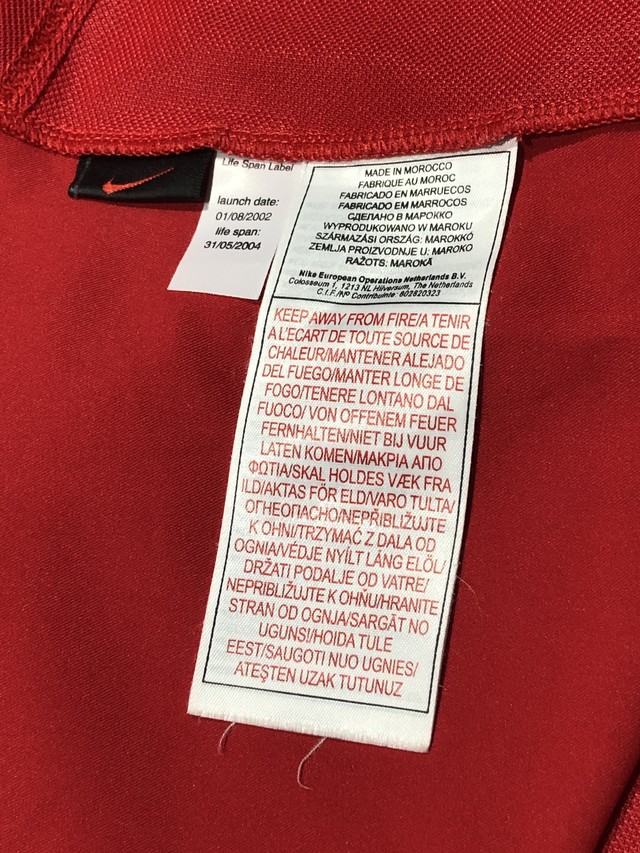 Life Span Label
launch date:
01/08/2002
life span:
31/05/2004
MADE IN MOROCCO
FABRIQUE AU MAROC
FABRICADO EN MARRUECOS
FABRICADO EM MARROCOS
СДЕЛАНО В МАРОККО
WYPRODUKOWANO W MAROKU
SZÁRMAZÁSI ORSZÁG: MAROKKÓ
ZEMLJA PROIZVODNJE U: MAROKO
RAŽOTS: MAROKĀ
Nike European Operations Netherlands B.V.
Colosseum 1, 1213 NL Hilversum, The Netherlands
C.I.F./Nº Contribuinte: 802820323
KEEP AWAY FROM FIRE/A TENIR
A L'ECART DE TOUTE SOURCE DE
CHALEUR/MANTENER ALEJADO
DEL FUEGO/MANTER LONGE DE
FOGO/TENERE LONTANO DAL
FUOCO/ VON OFFENEM FEUER
FERNHALTEN/NIET BIJ VUUR
LATEN KOMEN/ΜΑΚΡΙΑ ΑΠΟ
ΦΩΤΙΑ/SKAL HOLDES VÆK FRA
ILD/AKTAS FÖR ELD/VARO TULTA/
ОГНЕОПАСНО/NEPŘIBLIŽUJTE
K OHNI/TRZYMAĆ Z DALA OD
OGNIA/VÉDJE NYÍLT LÁNG ELÖL/
DRŽATI PODALJE OD VATRE/
NEPRIBLIŽUJTE K OHŇU/HRANITE
STRAN OD OGNJA/SARGĀT NO
UGUNS!/HOIDA TULE
EEST/SAUGOTI NUO UGNIES/
ATEŞTEN UZAK TUTUNUZ